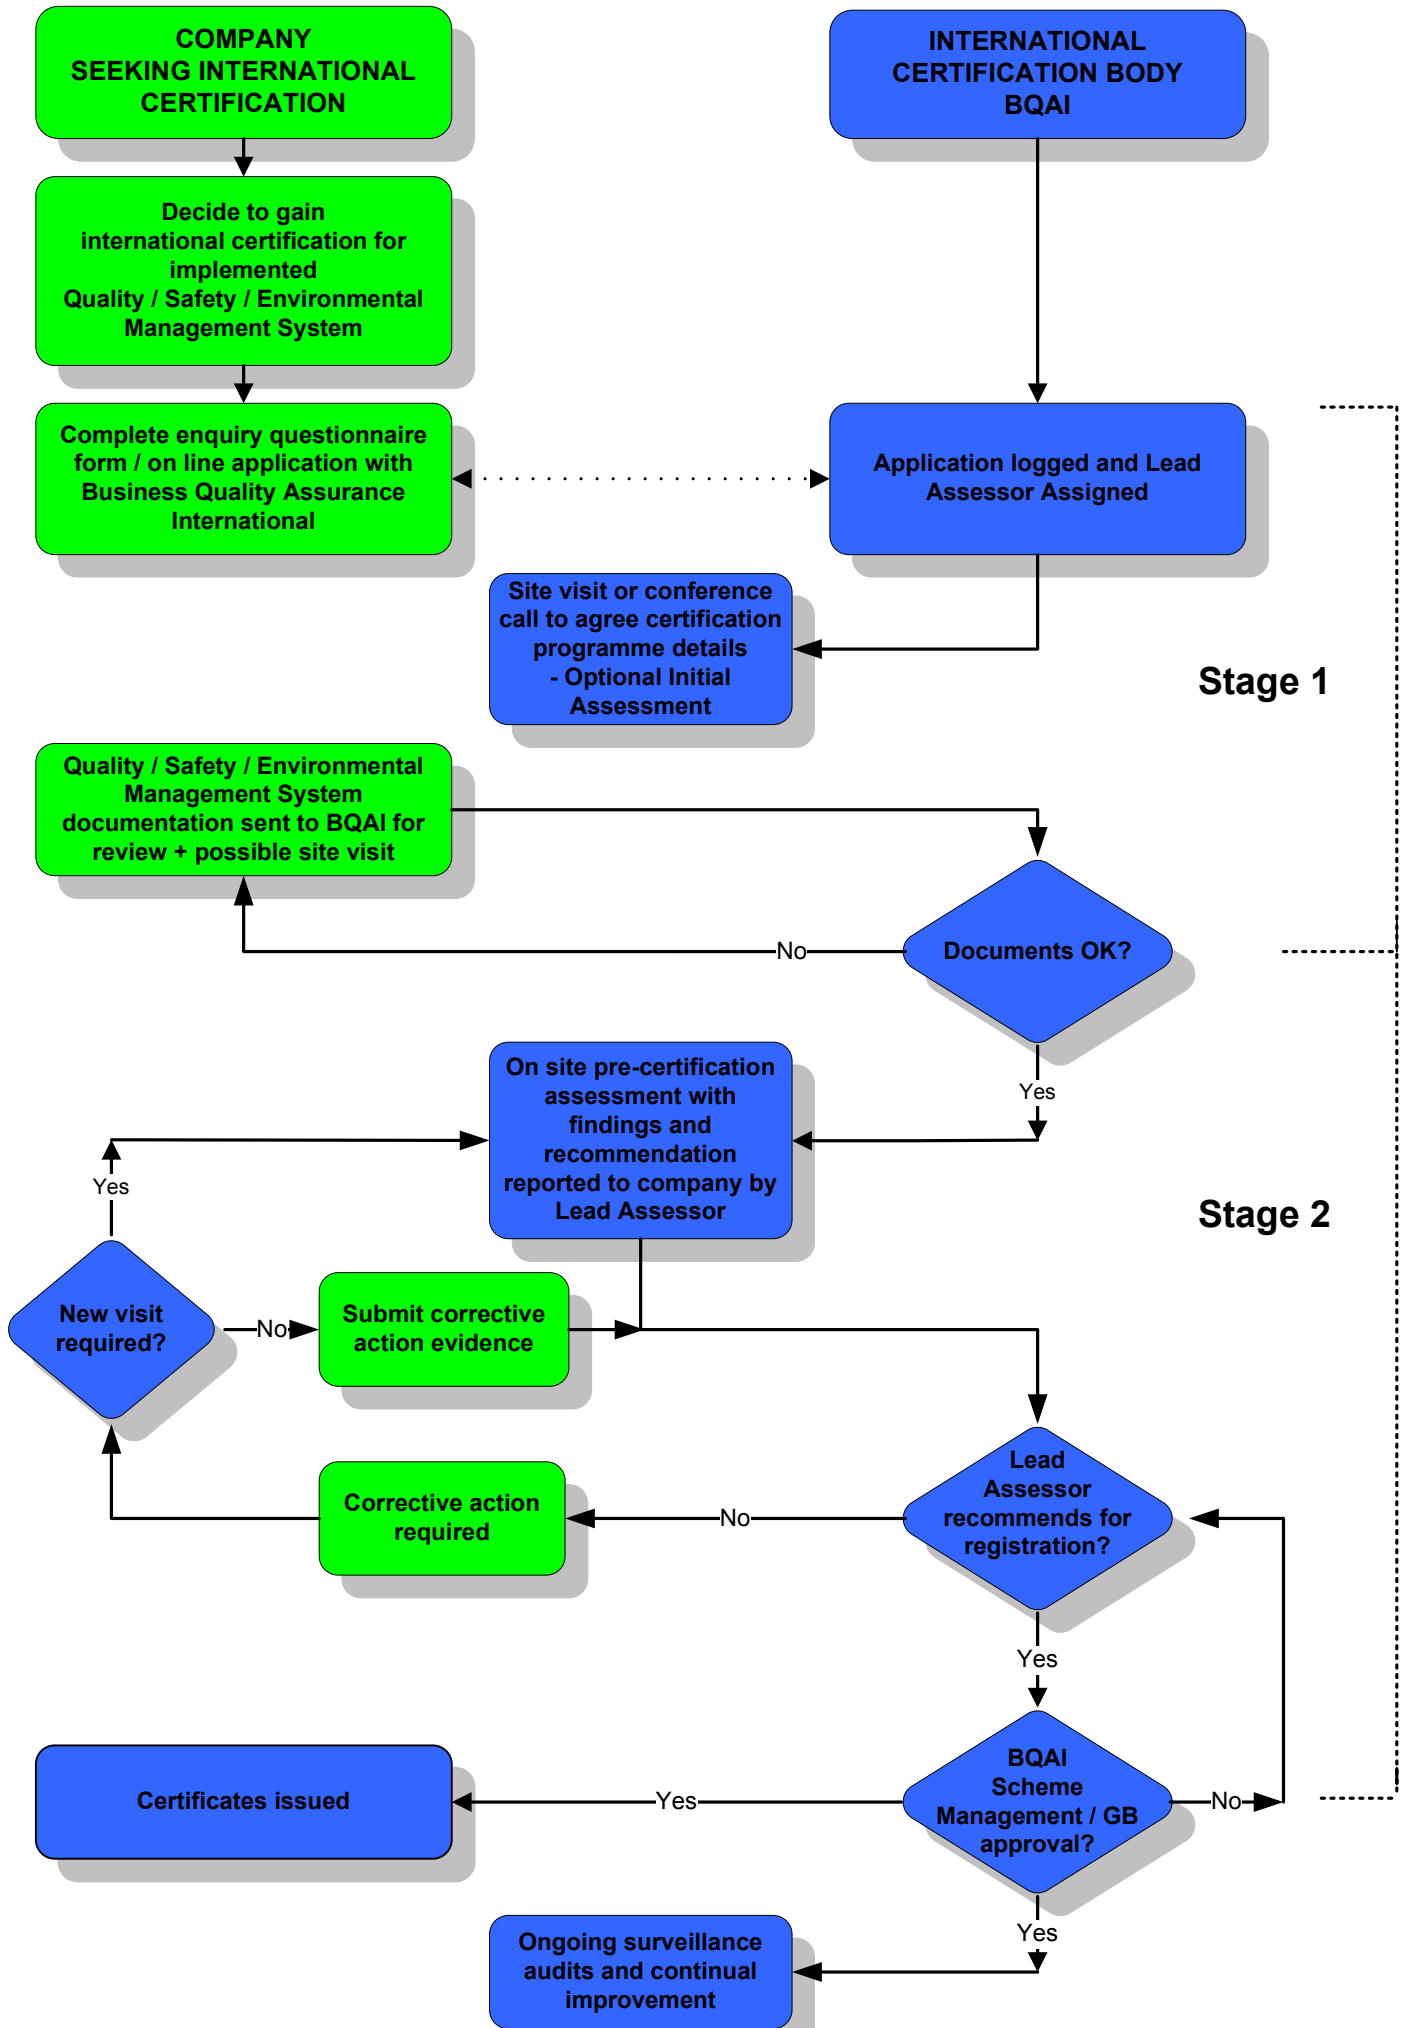 COMPANY
SEEKING INTERNATIONAL
CERTIFICATION
INTERNATIONAL
CERTIFICATION BODY
BQAI
Decide to gain
international certification for
implemented
Quality / Safety / Environmental
Management System
Complete enquiry questionnaire
form / on line application with
Business Quality Assurance
International
Application logged and Lead
Assessor Assigned
Site visit or conference
call to agree certification
programme details
- Optional Initial
Assessment
Stage 1
Quality / Safety / Environmental
Management System
documentation sent to BQAI for
review + possible site visit
No
Documents OK?
Yes
On site pre-certification
assessment with
findings and
recommendation
reported to company by
Lead Assessor
Yes
Stage 2
New visit
required?
No
Submit corrective
action evidence
Lead
Assessor
recommends for
registration?
No
Corrective action
required
Yes
BQAI
Scheme
Management / GB
approval?
No
Yes
Certificates issued
Yes
Ongoing surveillance
audits and continual
improvement